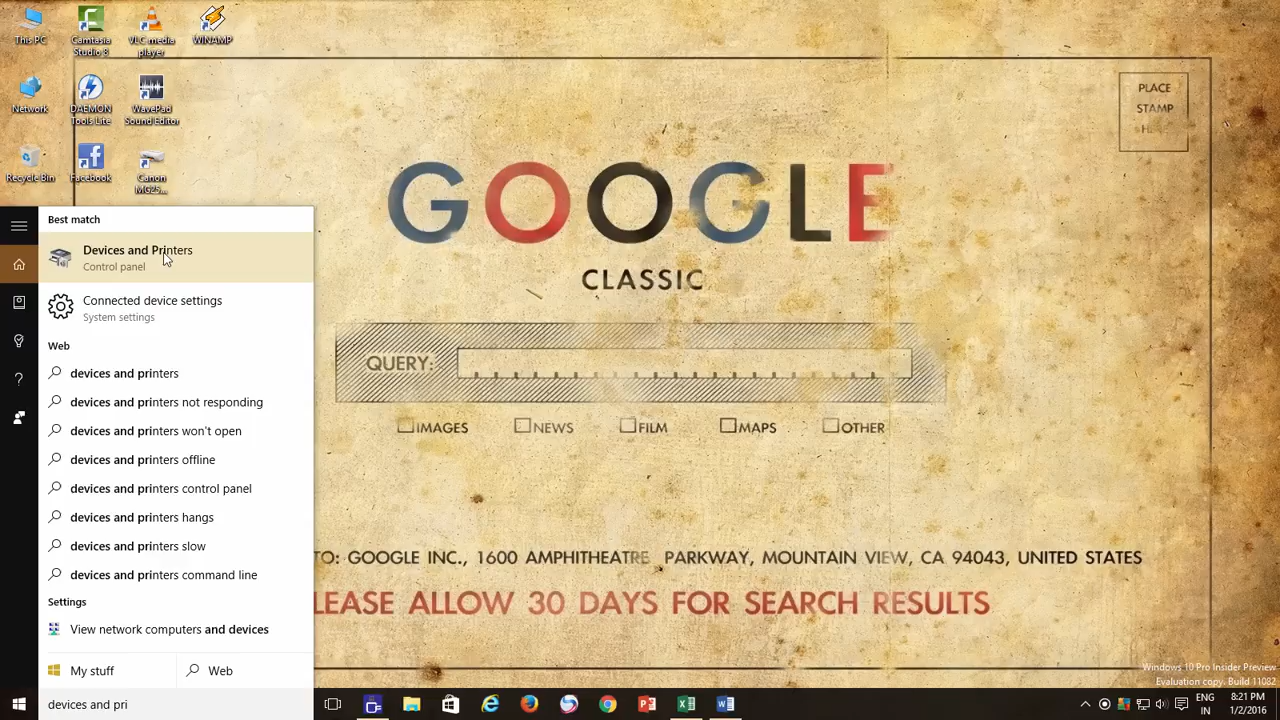 This PC
Camtasia Studio 8
VLC media player
WINAMP
Network
DAEMON Tools Lite
WavePad Sound Editor
Recycle Bin
Facebook
Canon MG25...
Best match
Devices and Printers
Control panel
Connected device settings
System settings
Web
devices and printers
devices and printers not responding
devices and printers won't open
devices and printers offline
devices and printers control panel
devices and printers hangs
devices and printers slow
devices and printers command line
Settings
View network computers and devices
My stuff
Web
devices and pri
PLACE
STAMP
HERE
GOOGLE
CLASSIC
QUERY:
IMAGES NEWS FILM MAPS OTHER
TO: GOOGLE INC., 1600 AMPHITHEATRE PARKWAY, MOUNTAIN VIEW, CA 94043, UNITED STATES
LEASE ALLOW 30 DAYS FOR SEARCH RESULTS
Windows 10 Pro Insider Preview
Evaluation copy. Build 11082
ENG
IN
8:21 PM
1/2/2016